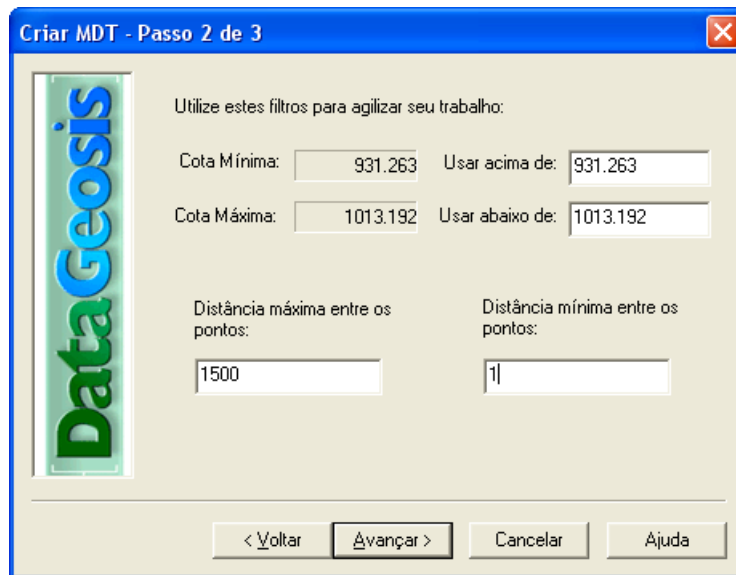 Criar MDT - Passo 2 de 3
DataGeosis
Utilize estes filtros para agilizar seu trabalho:
Cota Mínima: 931.263 Usar acima de: 931.263
Cota Máxima: 1013.192 Usar abaixo de: 1013.192
Distância máxima entre os
pontos:
1500
Distância mínima entre os
pontos:
1
< Voltar Avançar > Cancelar Ajuda